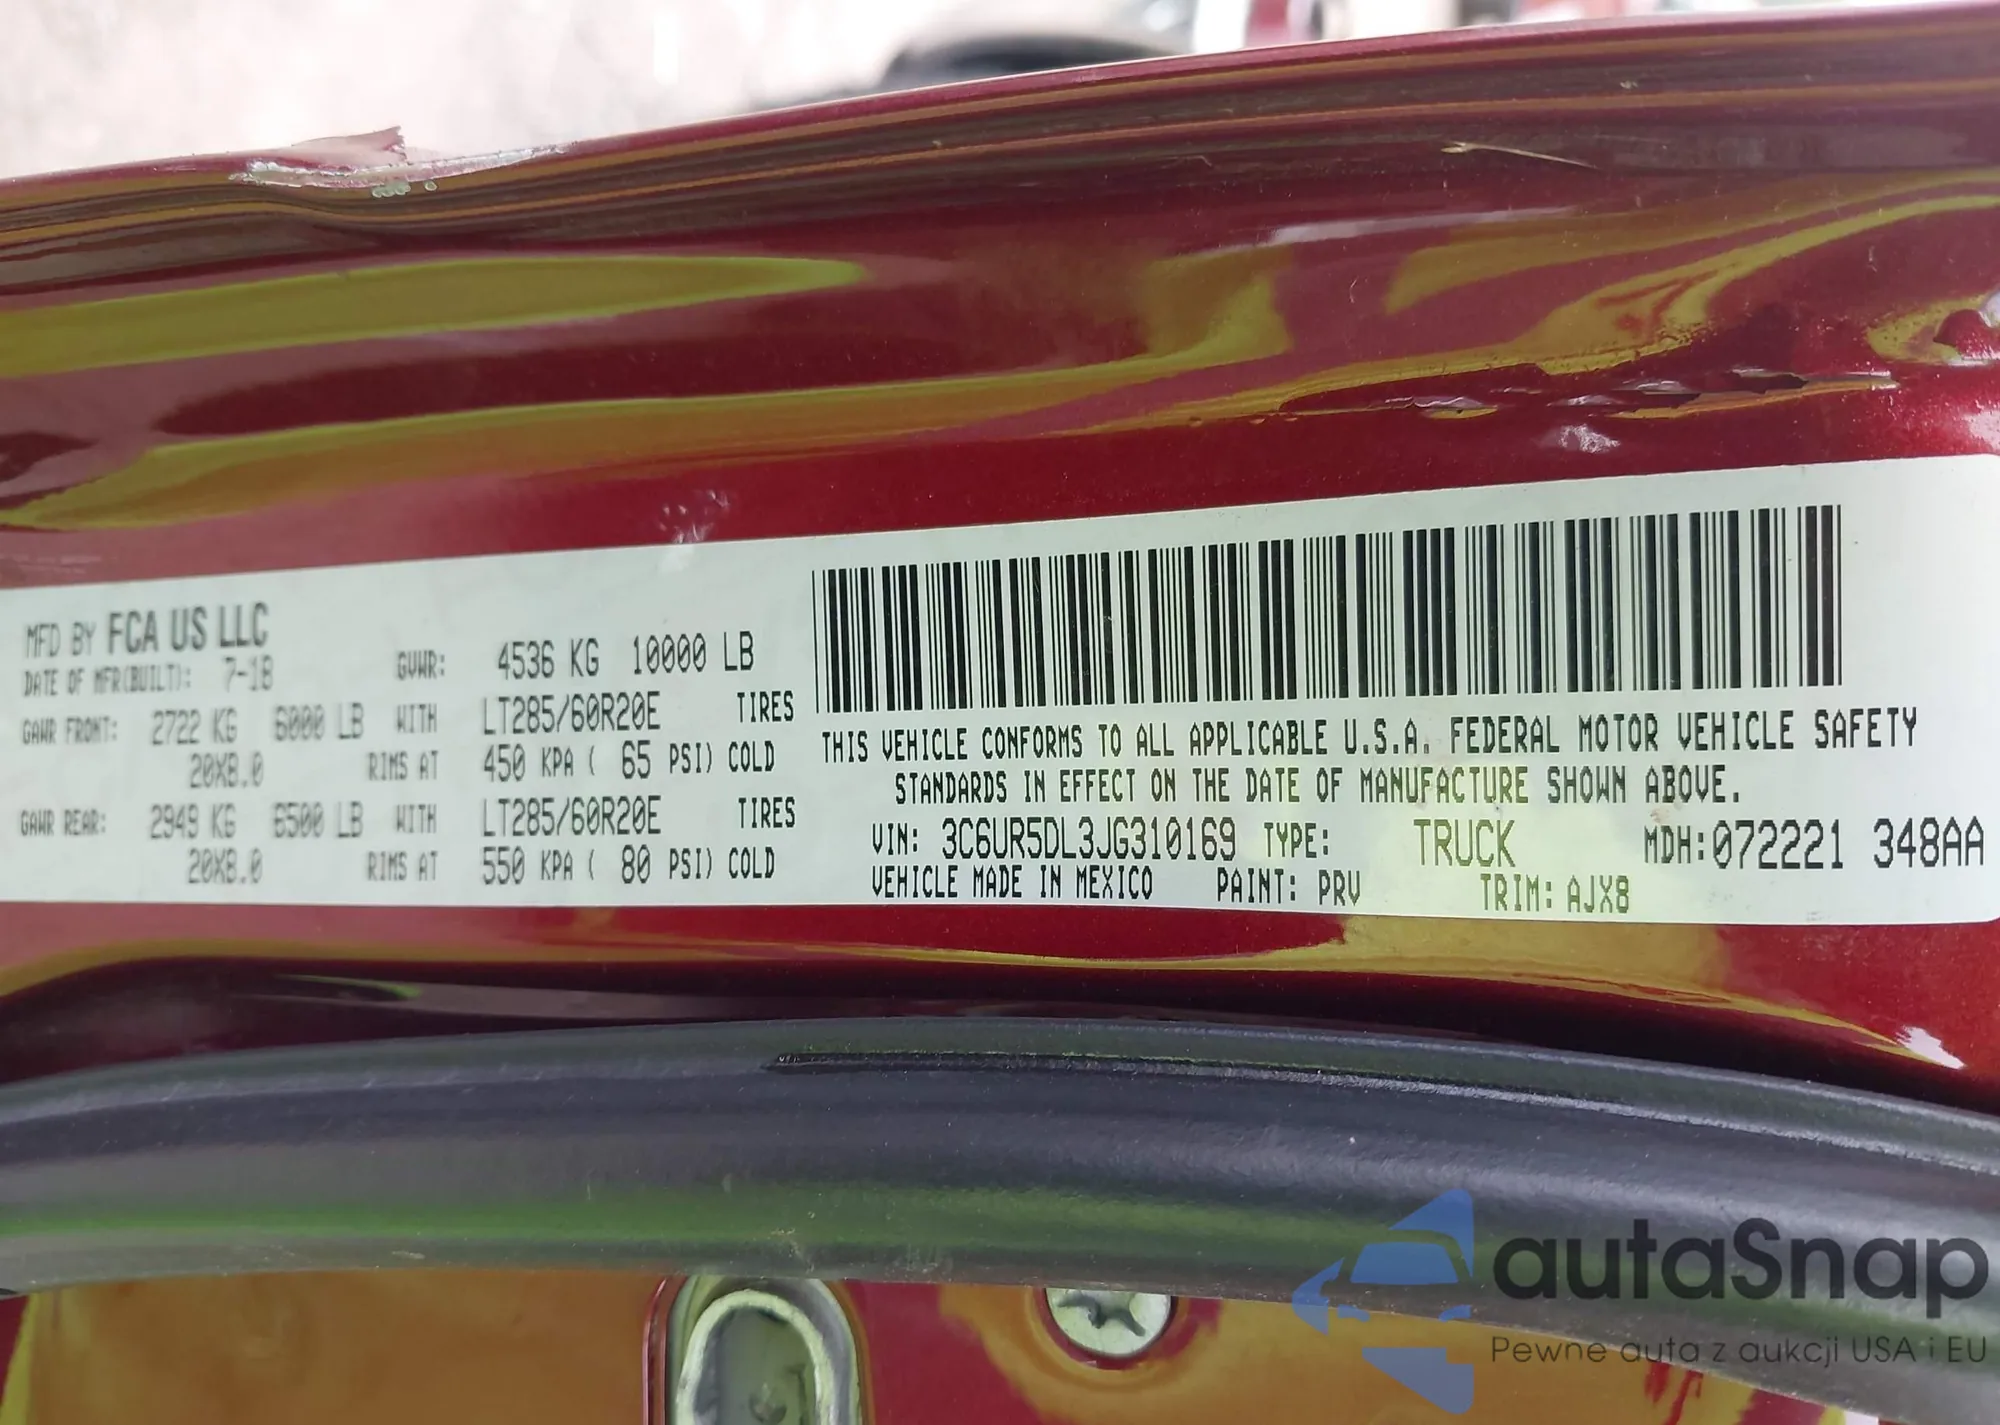 MFD BY FCA US LLC
DATE OF MFR(BUILT): 7-18 GVWR: 4536 KG 10000 LB
GAWR FRONT: 2722 KG 6000 LB WITH LT285/60R20E TIRES
20X8.0 RIMS AT 450 KPA ( 65 PSI) COLD
GAWR REAR: 2949 KG 6500 LB WITH LT285/60R20E TIRES
20X8.0 RIMS AT 550 KPA ( 80 PSI) COLD
THIS VEHICLE CONFORMS TO ALL APPLICABLE U.S.A. FEDERAL MOTOR VEHICLE SAFETY
STANDARDS IN EFFECT ON THE DATE OF MANUFACTURE SHOWN ABOVE.
VIN: 3C6UR5DL3JG310169 TYPE: TRUCK MDH:072221 348AA
VEHICLE MADE IN MEXICO PAINT: PRV TRIM: AJX8
autaSnap
Pewne auta z aukcji USA i EU